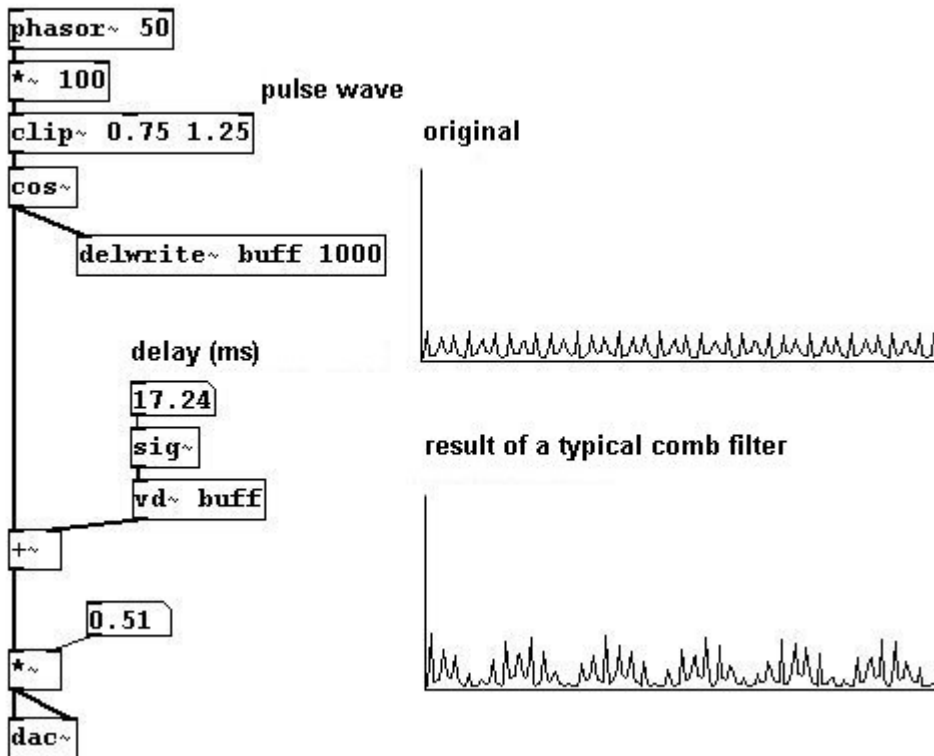 phasor~ 50
*~ 100
pulse wave
clip~ 0.75 1.25
original
cos~
delwrite~ buff 1000
delay (ms)
17.24
sig~
result of a typical comb filter
vd~ buff
+~
0.51
*~
dac~